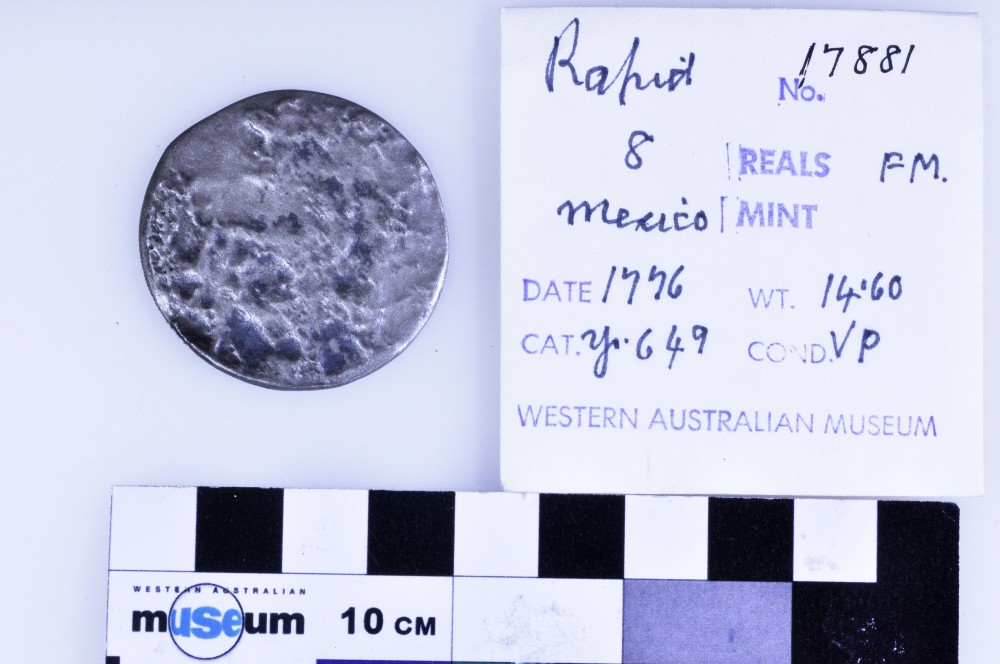 Rapid No. 17881
8 REALS FM.
Mexico MINT
DATE 1776 WT. 14.60
CAT. Yr. 649 COND. VP
WESTERN AUSTRALIAN MUSEUM
WESTERN AUSTRALIAN
museum 10 CM